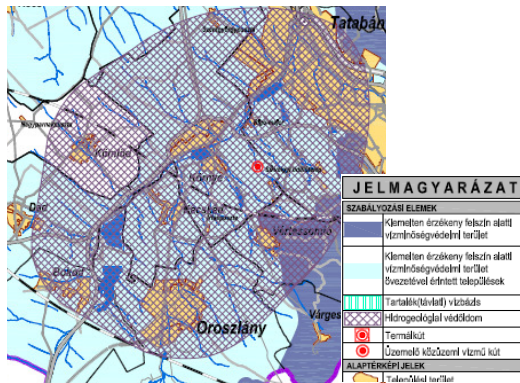 Tatabán
Környe
Kömlőd
Kecskéd
Vértessomló
Dad
Bokod
Oroszlány
Várges
JELMAGYARÁZAT
SZABÁLYOZÁSI ELEMEK
Kiemelten érzékeny felszín alatti
vízminőségvédelmi terület
Kiemelten érzékeny felszín alatti
vízminőségvédelmi terület
övezetével érintett települések
Tartalék(távlati) vízbázis
Hidrogeológiai védőidom
Termálkút
Üzemelő közüzemi vízmű kút
ALAPTÉRKÉPI JELEK
Települési terület